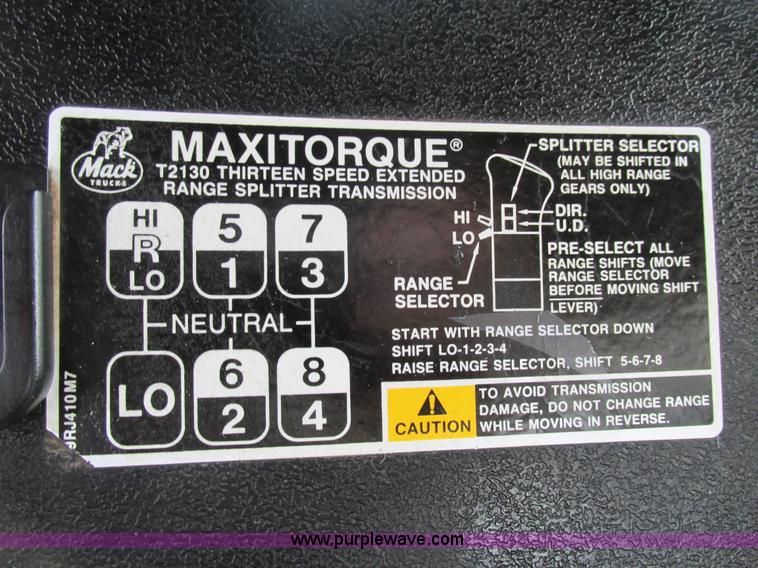 Mack
TRUCKS
MAXITORQUE®
T2130 THIRTEEN SPEED EXTENDED
RANGE SPLITTER TRANSMISSION
HI
R
LO
5
1
7
3
NEUTRAL
LO
6
2
8
4
SPLITTER SELECTOR
(MAY BE SHIFTED IN
ALL HIGH RANGE
GEARS ONLY)
HI
LO
DIR.
U.D.
RANGE
SELECTOR
PRE-SELECT ALL
RANGE SHIFTS (MOVE
RANGE SELECTOR
BEFORE MOVING SHIFT
LEVER)
START WITH RANGE SELECTOR DOWN
SHIFT LO-1-2-3-4
RAISE RANGE SELECTOR, SHIFT 5-6-7-8
CAUTION
TO AVOID TRANSMISSION
DAMAGE, DO NOT CHANGE RANGE
WHILE MOVING IN REVERSE.
RJ410M7
www.purplewave.com